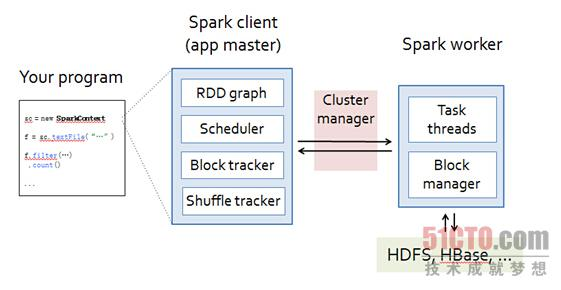 Your program
sc = new SparkContext
f = sc.textFile("…")
f.filter(…)
.count()
...
Spark client
(app master)
RDD graph
Scheduler
Block tracker
Shuffle tracker
Cluster
manager
Spark worker
Task
threads
Block
manager
HDFS, HBase, …
51CTO.com
技术成就梦想